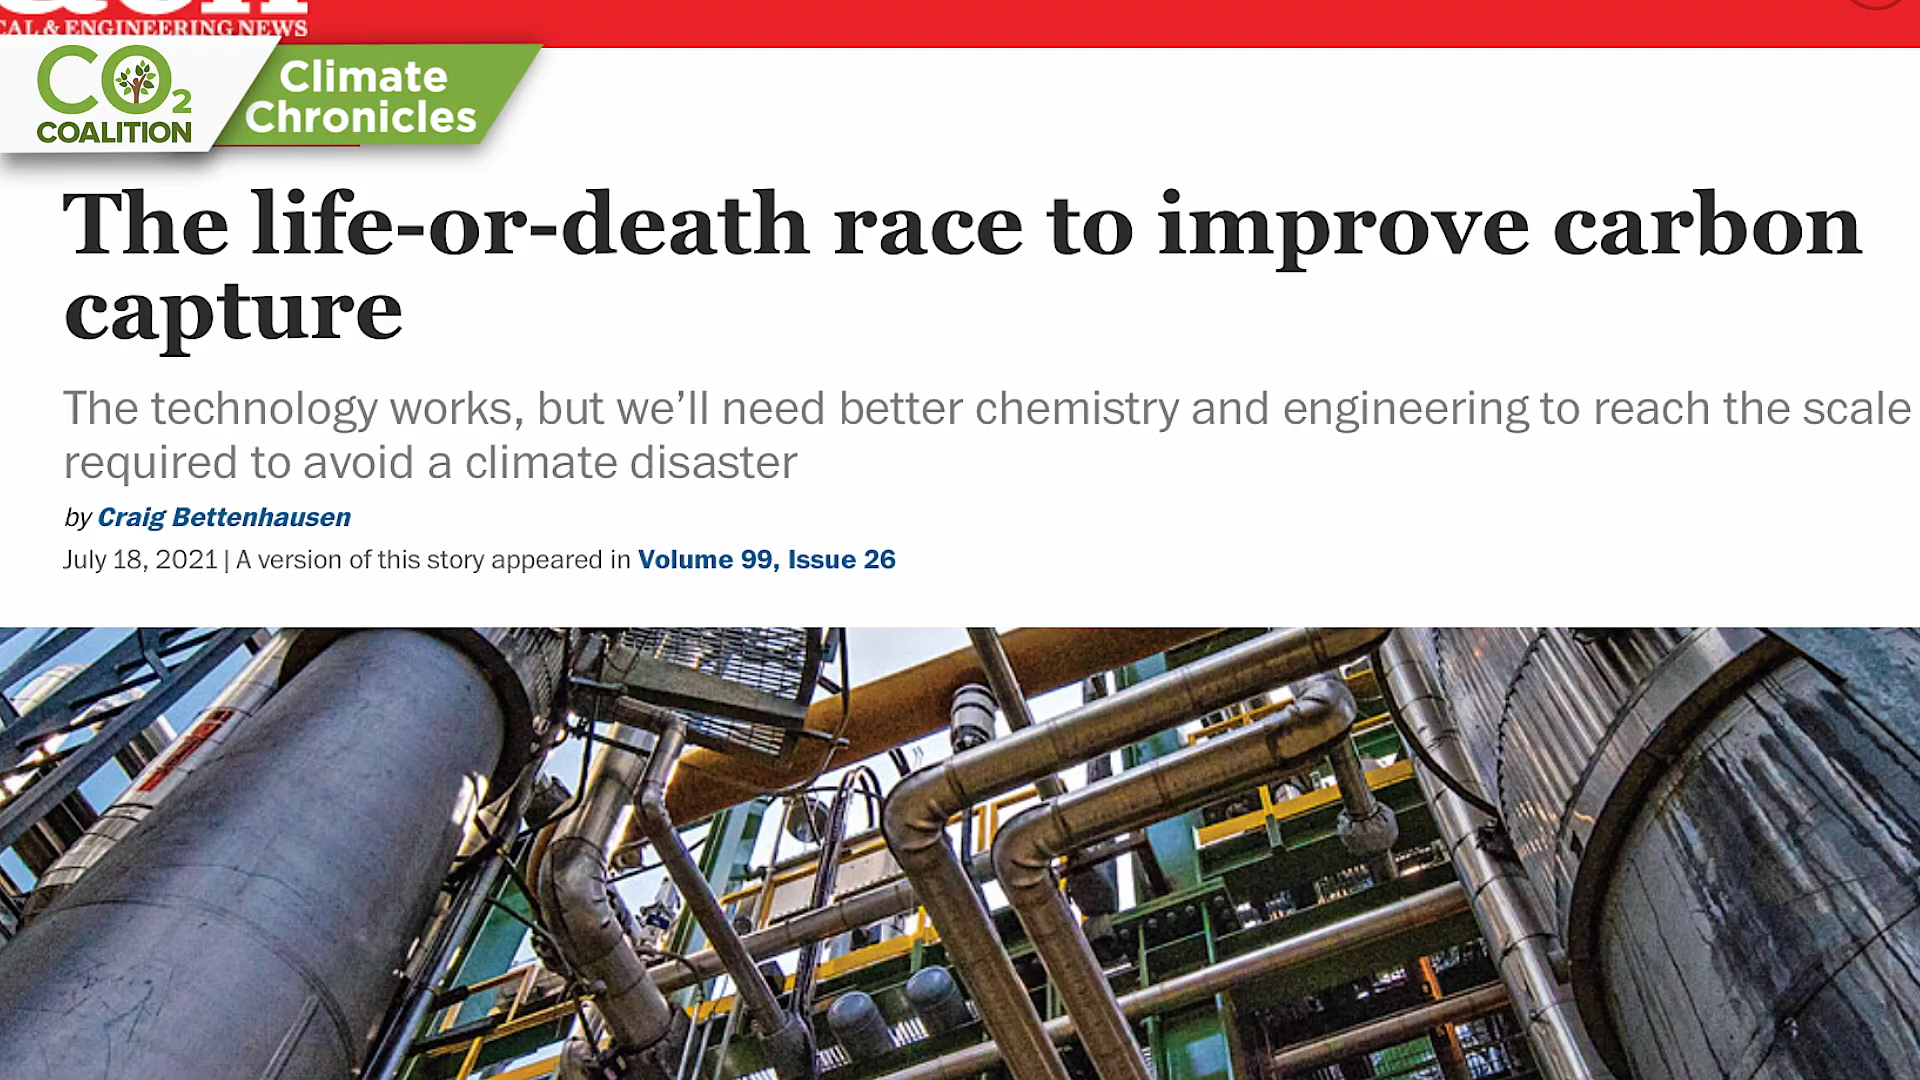 CAL & ENGINEERING NEWS
CO2
COALITION
Climate
Chronicles
The life-or-death race to improve carbon
capture
The technology works, but we'll need better chemistry and engineering to reach the scale
required to avoid a climate disaster
by Craig Bettenhausen
July 18, 2021 | A version of this story appeared in Volume 99, Issue 26